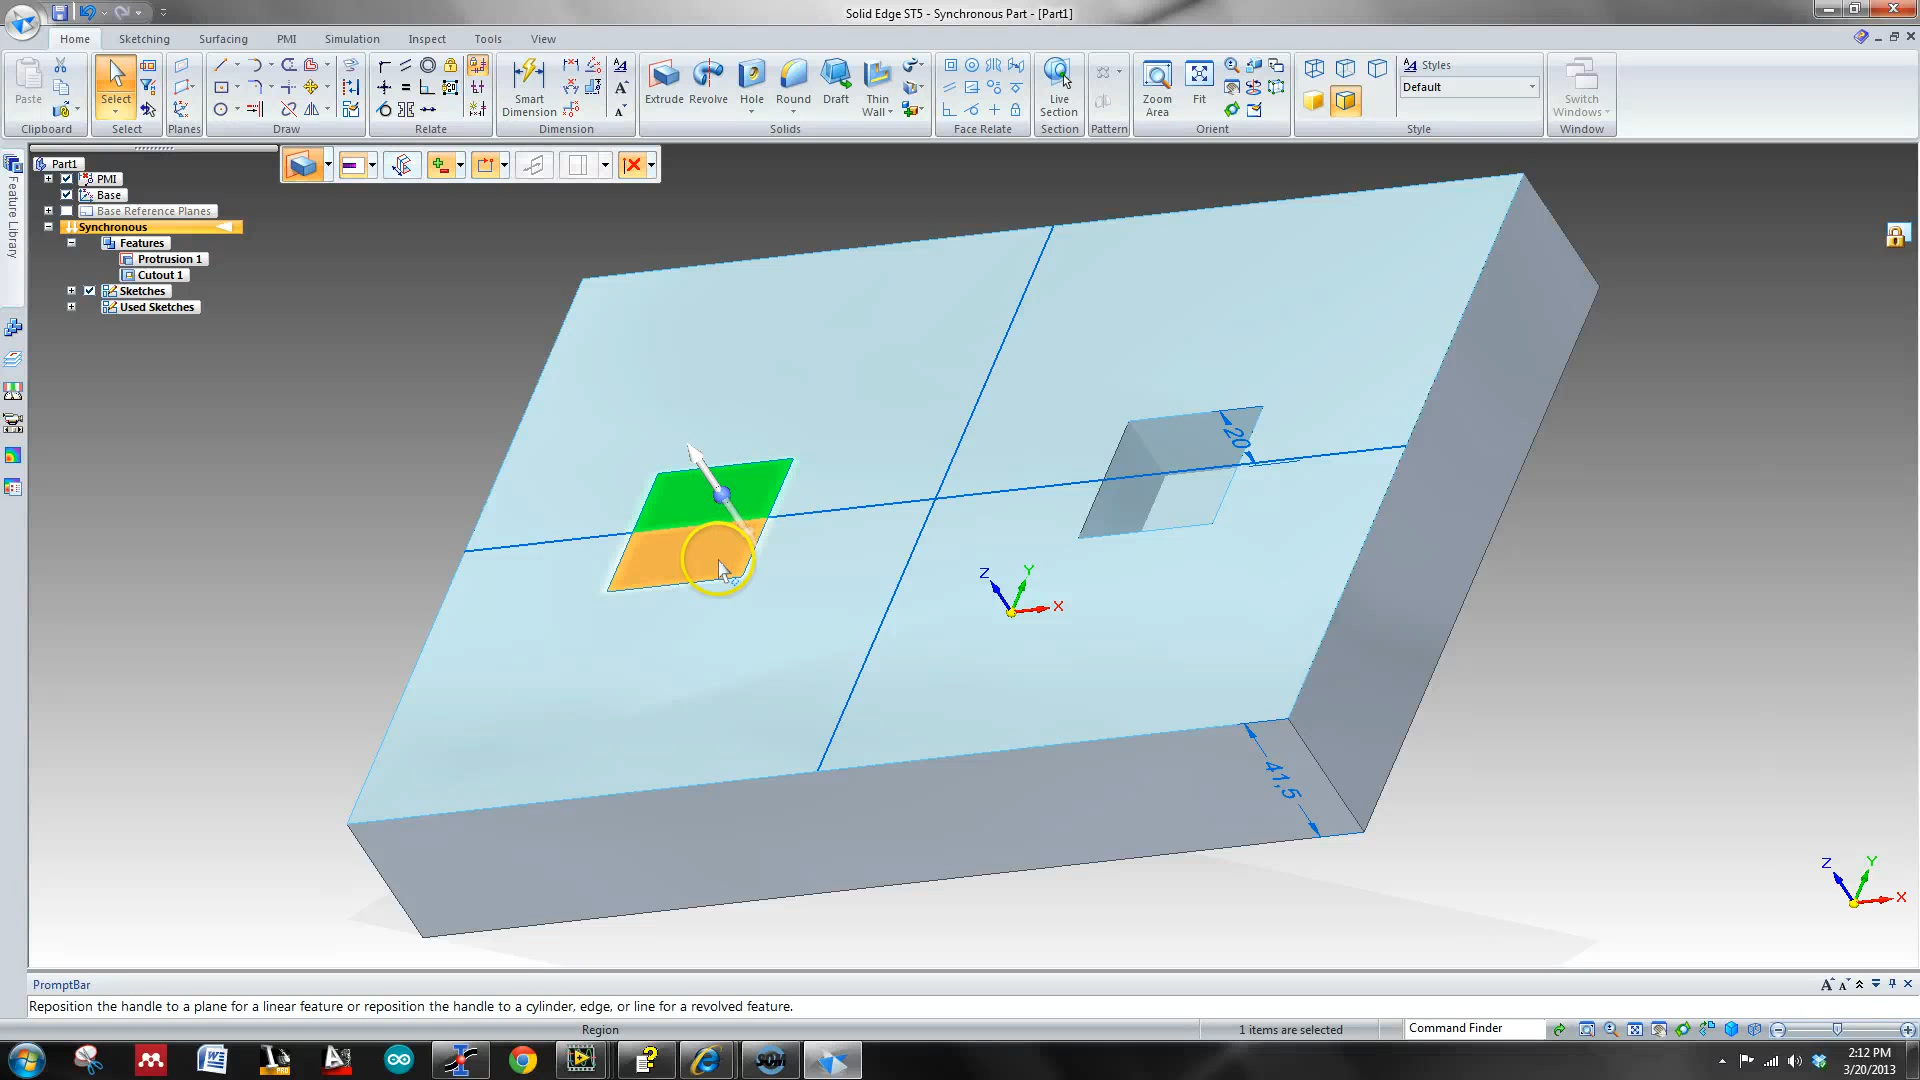 Solid Edge ST5 - Synchronous Part - [Part1]
Home Sketching Surfacing PMI Simulation Inspect Tools View
Paste Select Smart Dimension Extrude Revolve Hole Round Draft Thin Wall Live Section Zoom Area Fit Styles Default Switch Windows
Clipboard Select Planes Draw Relate Dimension Solids Face Relate Section Pattern Orient Style Window
Feature Library
Part1
PMI
Base
Base Reference Planes
Synchronous
Features
Protrusion 1
Cutout 1
Sketches
Used Sketches
20
Z Y X
41,5
Z Y X
PromptBar
Reposition the handle to a plane for a linear feature or reposition the handle to a cylinder, edge, or line for a revolved feature.
Region 1 items are selected Command Finder
2:12 PM
3/20/2013